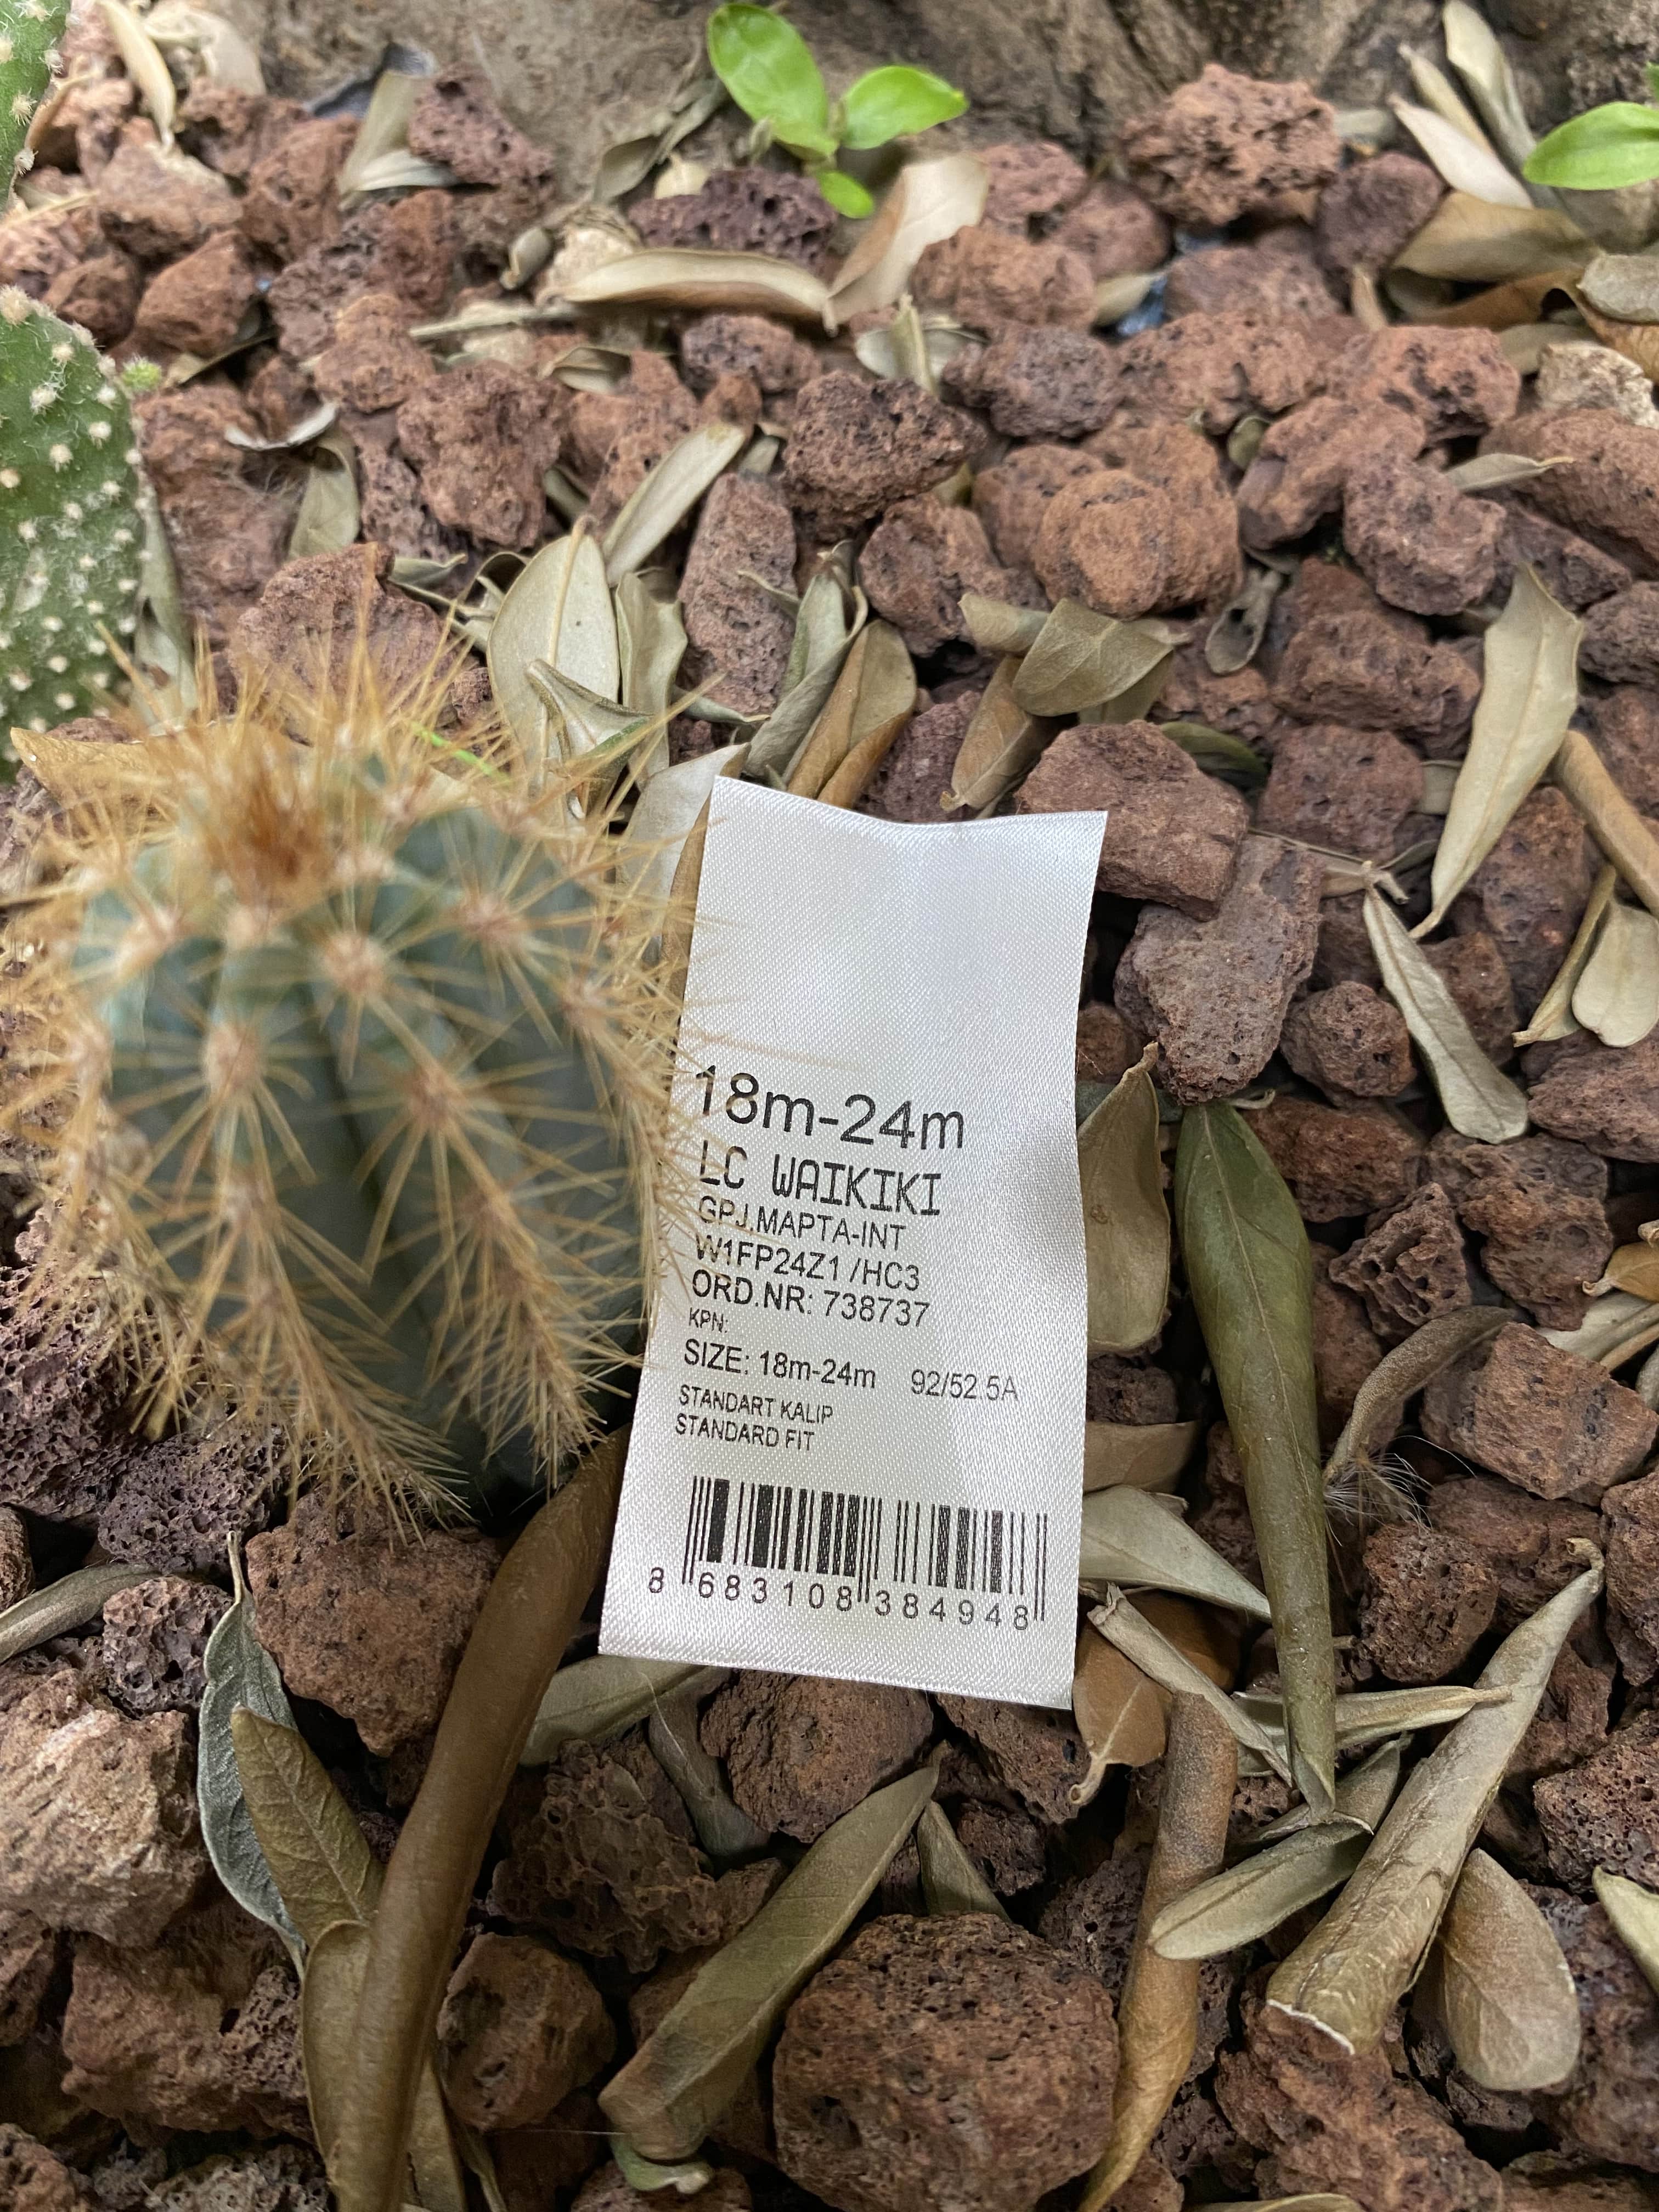 18m-24m
LC WAIKIKI
GPJ.MAPTA-INT
W1FP24Z1 /HC3
ORD.NR: 738737
KPN:
SIZE: 18m-24m 92/52.5A
STANDART KALIP
STANDARD FIT
8 683108 384948